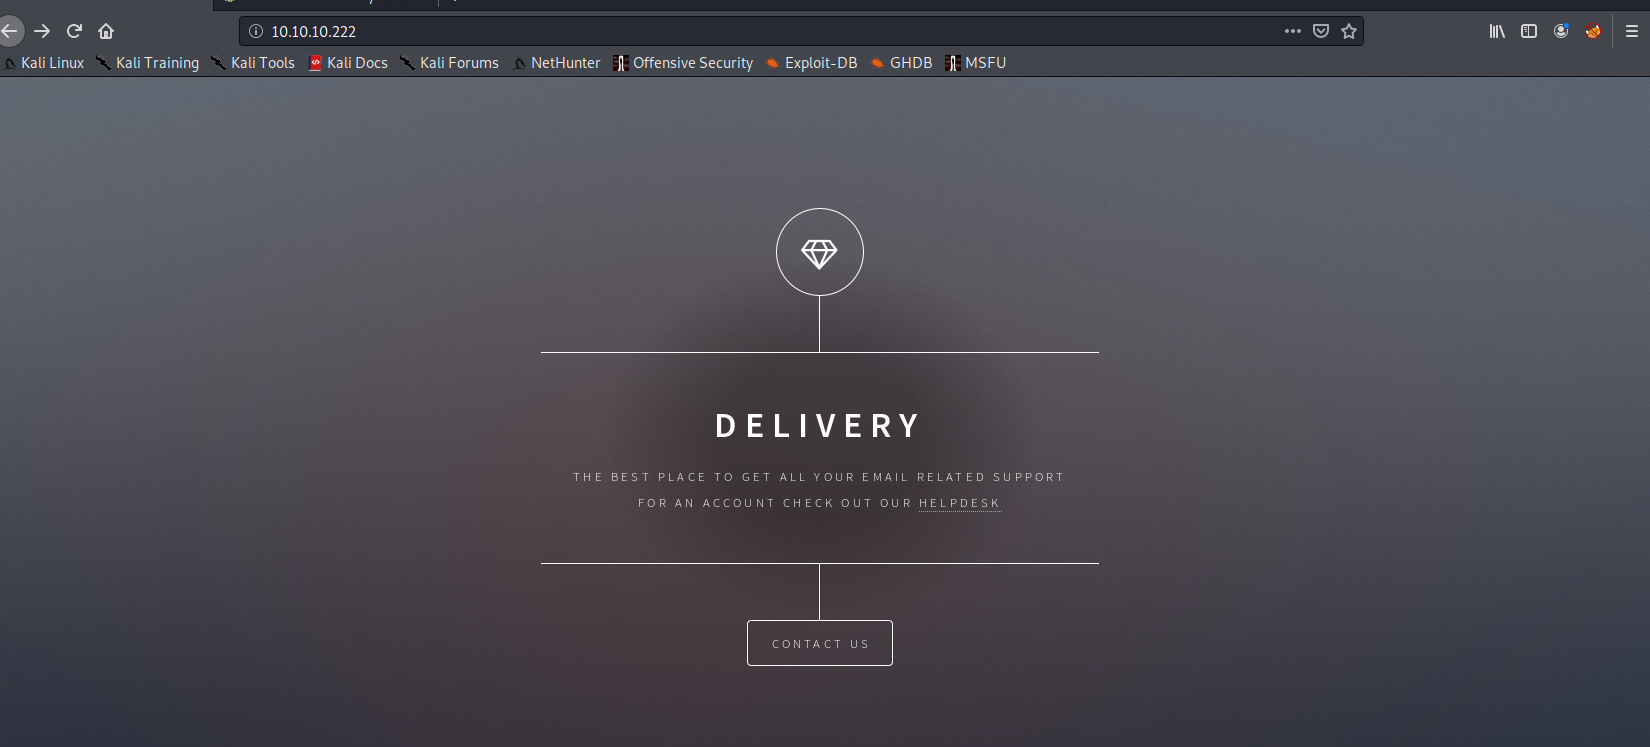 10.10.10.222
Kali Linux Kali Training Kali Tools Kali Docs Kali Forums NetHunter Offensive Security Exploit-DB GHDB MSFU
DELIVERY
THE BEST PLACE TO GET ALL YOUR EMAIL RELATED SUPPORT
FOR AN ACCOUNT CHECK OUT OUR HELPDESK
CONTACT US